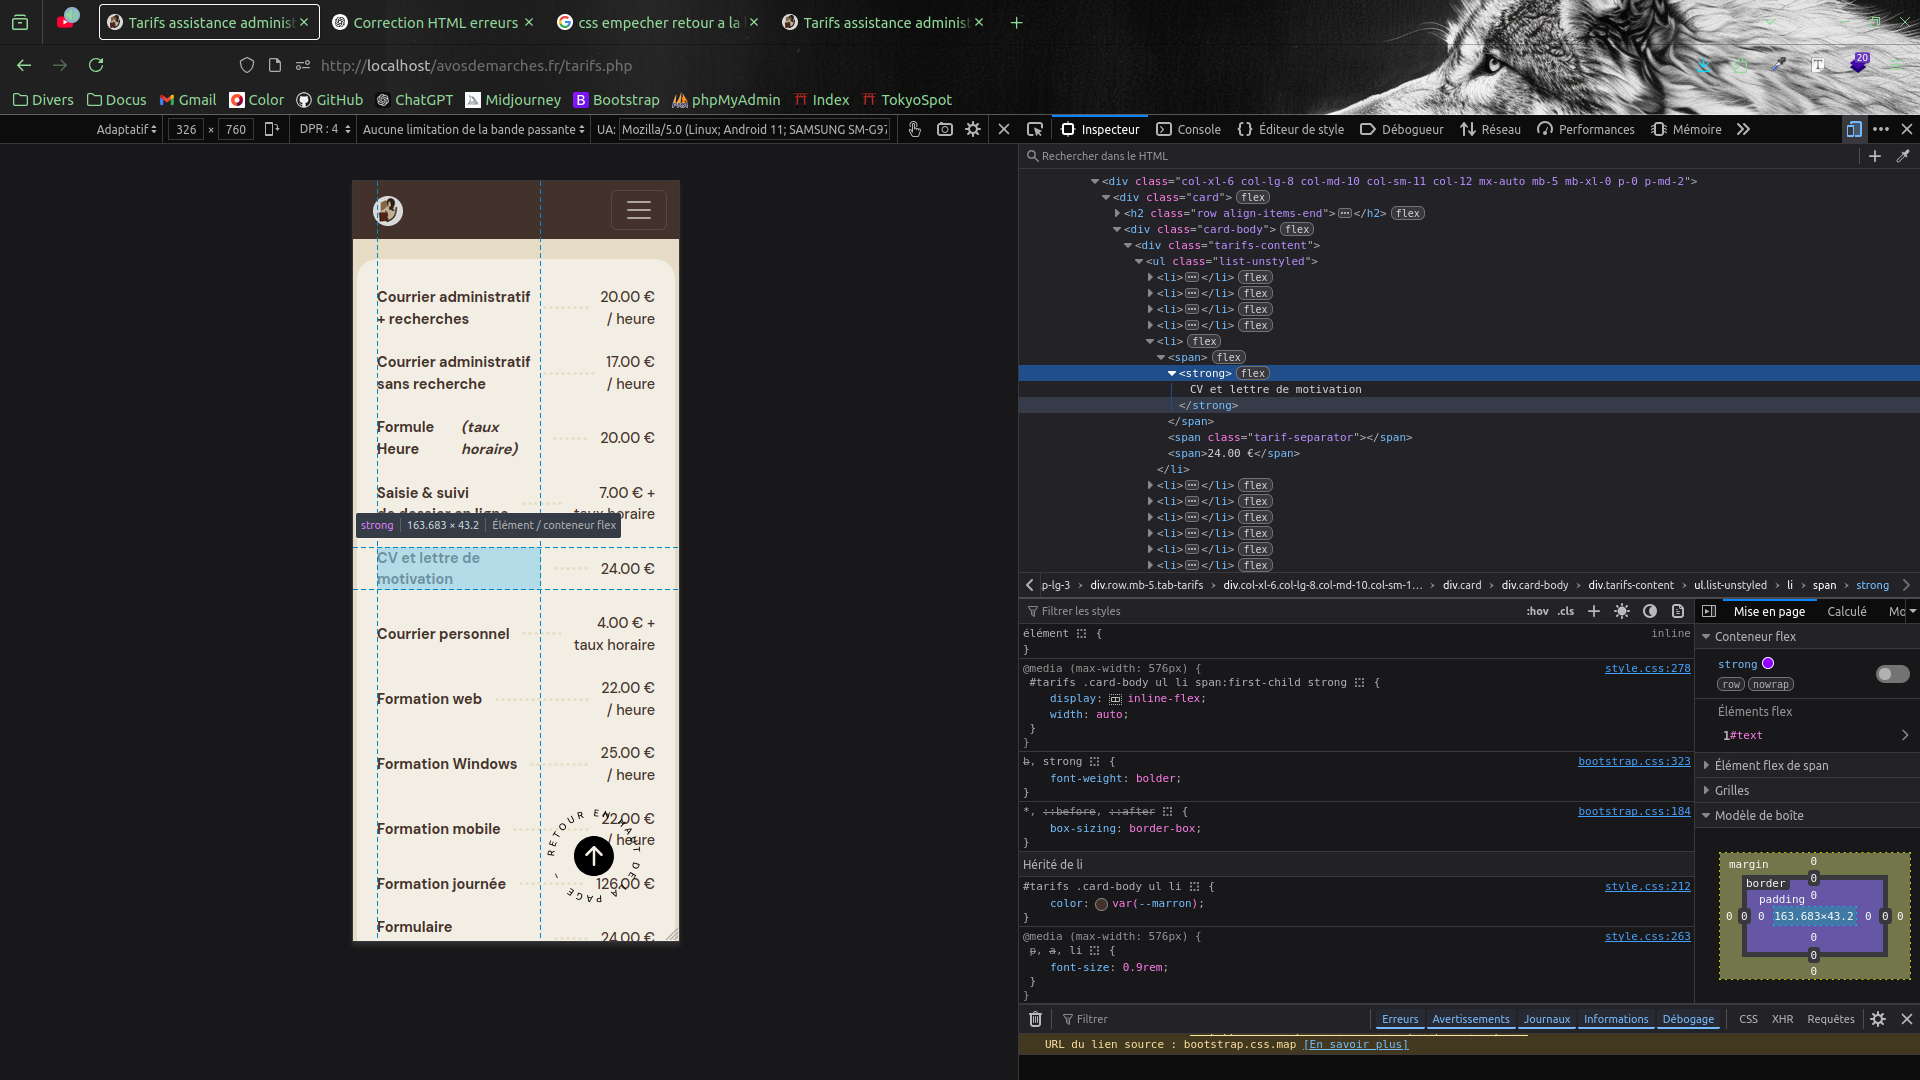 Tarifs assistance administ
Correction HTML erreurs
css empecher retour a la
Tarifs assistance administ
http://localhost/avosdemarches.fr/tarifs.php
20
Divers Docus Gmail Color GitHub ChatGPT Midjourney Bootstrap phpMyAdmin Index TokyoSpot
Adaptatif 326 × 760 DPR : 4 Aucune limitation de la bande passante UA: Mozilla/5.0 (Linux; Android 11; SAMSUNG SM-G97
Inspecteur Console Éditeur de style Débogueur Réseau Performances Mémoire
Rechercher dans le HTML
<div class="col-xl-6 col-lg-8 col-md-10 col-sm-11 col-12 mx-auto mb-5 mb-xl-0 p-0 p-md-2">
<div class="card"> flex
<h2 class="row align-items-end"></h2> flex
<div class="card-body"> flex
<div class="tarifs-content">
<ul class="list-unstyled">
<li></li> flex
<li></li> flex
<li></li> flex
<li></li> flex
<li> flex
<span> flex
<strong> flex
CV et lettre de motivation
</strong>
</span>
<span class="tarif-separator"></span>
<span>24.00 €</span>
</li>
<li></li> flex
<li></li> flex
<li></li> flex
<li></li> flex
<li></li> flex
<li></li> flex
p-lg-3 div.row.mb-5.tab-tarifs div.col-xl-6.col-lg-8.col-md-10.col-sm-1… div.card div.card-body div.tarifs-content ul.list-unstyled li span strong
Courrier administratif
+ recherches
20.00 €
/ heure
Courrier administratif
sans recherche
17.00 €
/ heure
Formule
Heure
(taux
horaire)
20.00 €
Saisie & suivi
de dossier en ligne
7.00 € +
taux horaire
strong 163.683 × 43.2 Élément / conteneur flex
CV et lettre de
motivation
24.00 €
Courrier personnel
4.00 € +
taux horaire
Formation web
22.00 €
/ heure
Formation Windows
25.00 €
/ heure
Formation mobile
22.00 €
/ heure
RETOUR EN HAUT DE LA PAGE -
Formation journée
126.00 €
Formulaire
24.00 €
Filtrer les styles :hov .cls
élément { inline
}
@media (max-width: 576px) { style.css:278
#tarifs .card-body ul li span:first-child strong {
display: inline-flex;
width: auto;
}
}
b, strong { bootstrap.css:323
font-weight: bolder;
}
*, ::before, ::after { bootstrap.css:184
box-sizing: border-box;
}
Hérité de li
#tarifs .card-body ul li { style.css:212
color: var(--marron);
}
@media (max-width: 576px) { style.css:263
p, a, li {
font-size: 0.9rem;
}
}
Mise en page Calculé Mo
Conteneur flex
strong
row nowrap
Éléments flex
1#text
Élément flex de span
Grilles
Modèle de boîte
margin 0
border 0
padding 0
0 0 0 163.683×43.2 0 0 0
0
0
0
Filtrer Erreurs Avertissements Journaux Informations Débogage CSS XHR Requêtes
URL du lien source : bootstrap.css.map [En savoir plus]